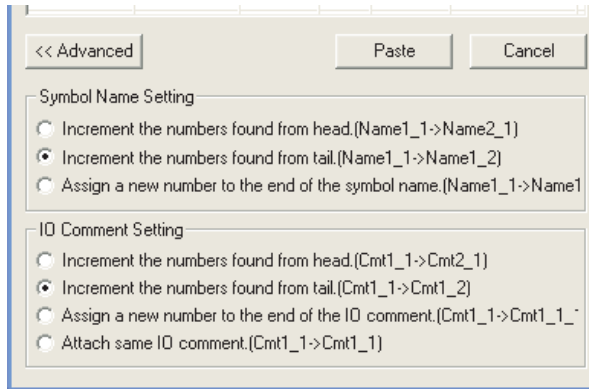 << Advanced
Paste
Cancel
Symbol Name Setting
Increment the numbers found from head.(Name1_1->Name2_1)
Increment the numbers found from tail.(Name1_1->Name1_2)
Assign a new number to the end of the symbol name.(Name1_1->Name1
IO Comment Setting
Increment the numbers found from head.(Cmt1_1->Cmt2_1)
Increment the numbers found from tail.(Cmt1_1->Cmt1_2)
Assign a new number to the end of the IO comment.(Cmt1_1->Cmt1_1_
Attach same IO comment.(Cmt1_1->Cmt1_1)